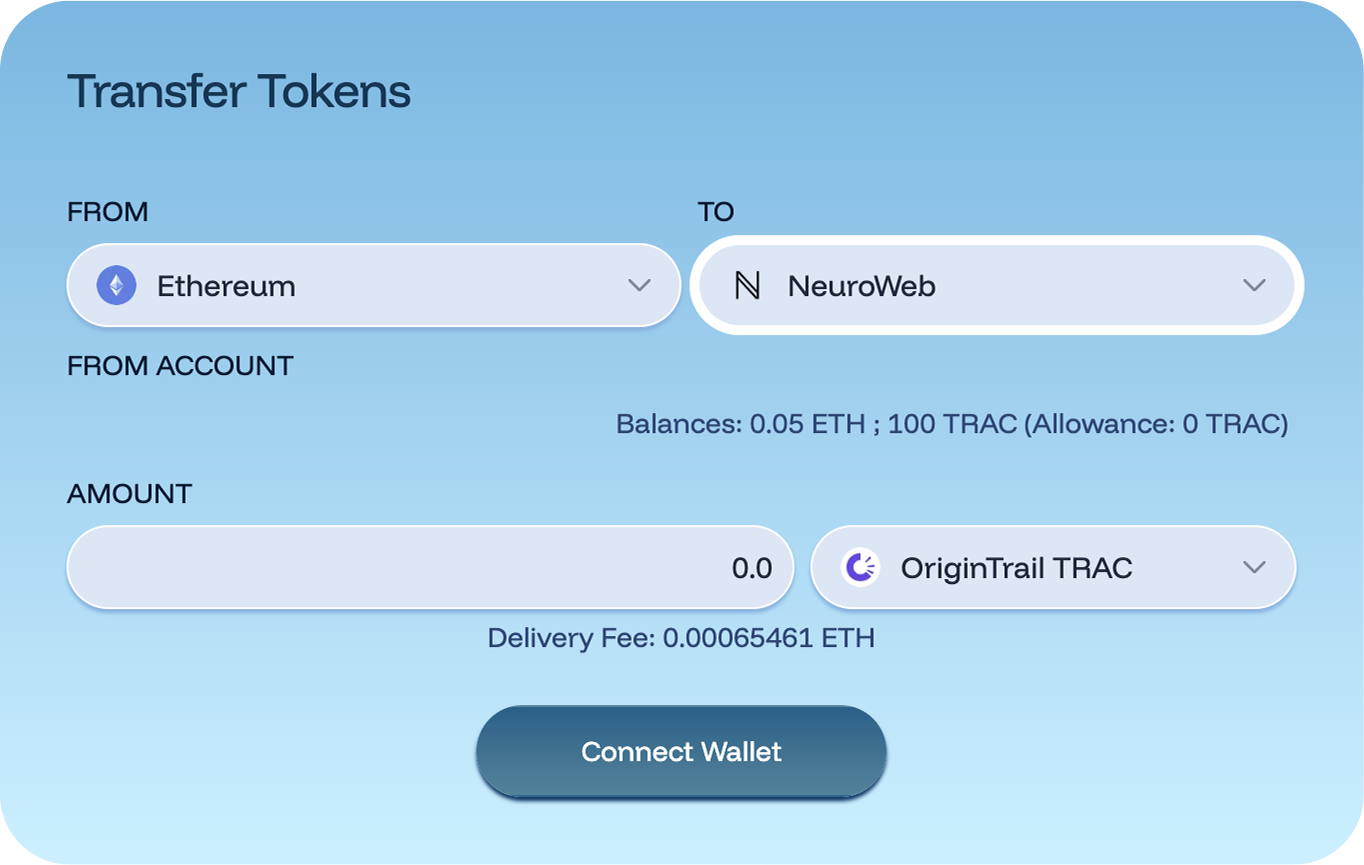 Transfer Tokens
FROM
TO
Ethereum
NeuroWeb
FROM ACCOUNT
Balances: 0.05 ETH ; 100 TRAC (Allowance: 0 TRAC)
AMOUNT
0.0
OriginTrail TRAC
Delivery Fee: 0.00065461 ETH
Connect Wallet